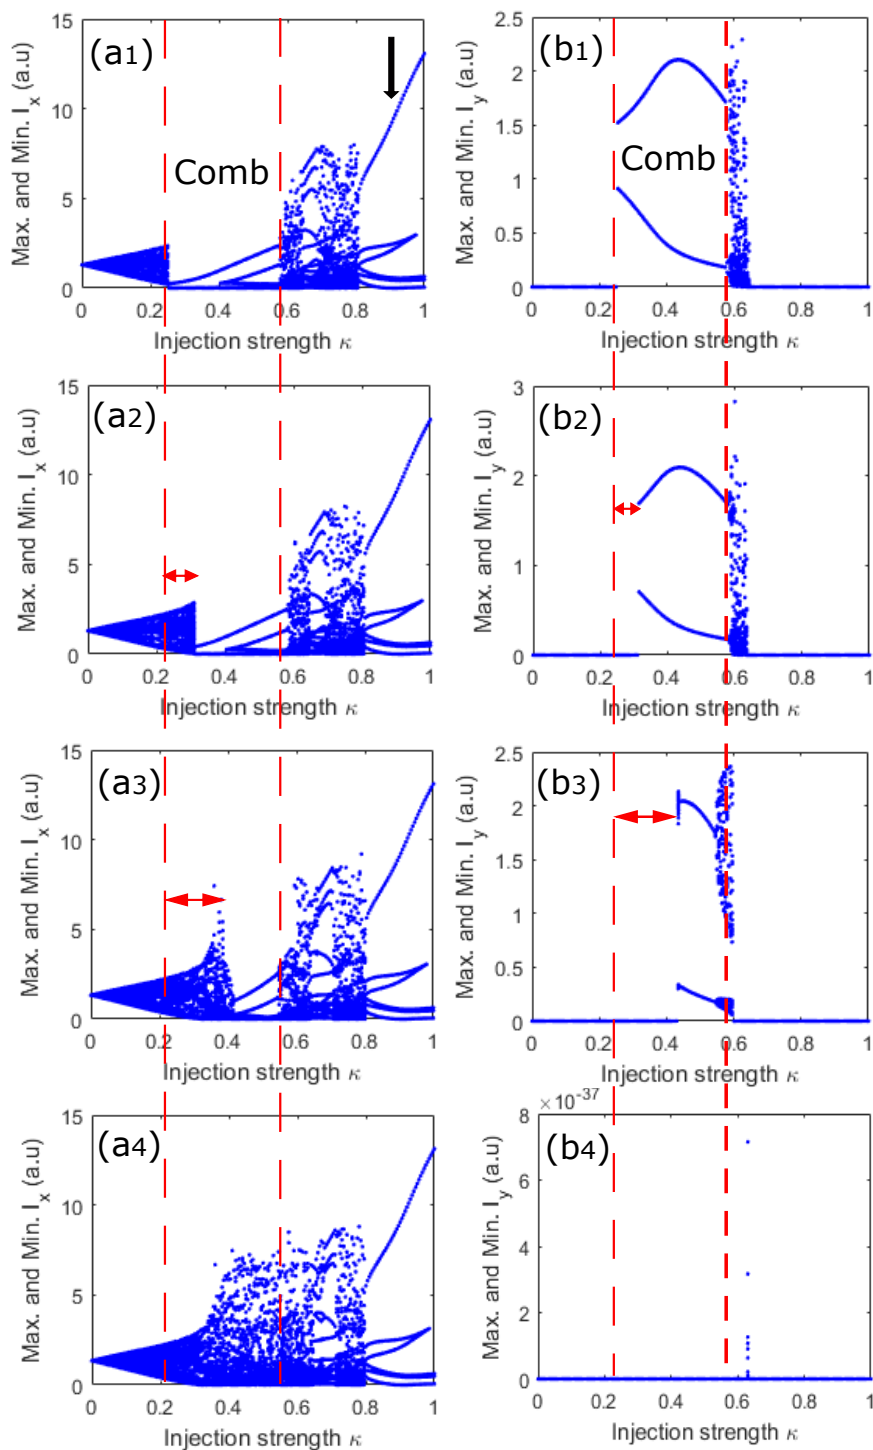 (a1)
Comb
15
10
5
0
0 0.2 0.4 0.6 0.8 1
Max. and Min. I_x (a.u)
Injection strength κ
(b1)
Comb
2.5
2
1.5
1
0.5
0
0 0.2 0.4 0.6 0.8 1
Max. and Min. I_y (a.u)
Injection strength κ
(a2)
15
10
5
0
0 0.2 0.4 0.6 0.8 1
Max. and Min. I_x (a.u)
Injection strength κ
(b2)
3
2
1
0
0 0.2 0.4 0.6 0.8 1
Max. and Min. I_y (a.u)
Injection strength κ
(a3)
15
10
5
0
0 0.2 0.4 0.6 0.8 1
Max. and Min. I_x (a.u)
Injection strength κ
(b3)
2.5
2
1.5
1
0.5
0
0 0.2 0.4 0.6 0.8 1
Max. and Min. I_y (a.u)
Injection strength κ
(a4)
15
10
5
0
0 0.2 0.4 0.6 0.8 1
Max. and Min. I_x (a.u)
Injection strength κ
(b4)
×10^-37
8
6
4
2
0
0 0.2 0.4 0.6 0.8 1
Max. and Min. I_y (a.u)
Injection strength κ